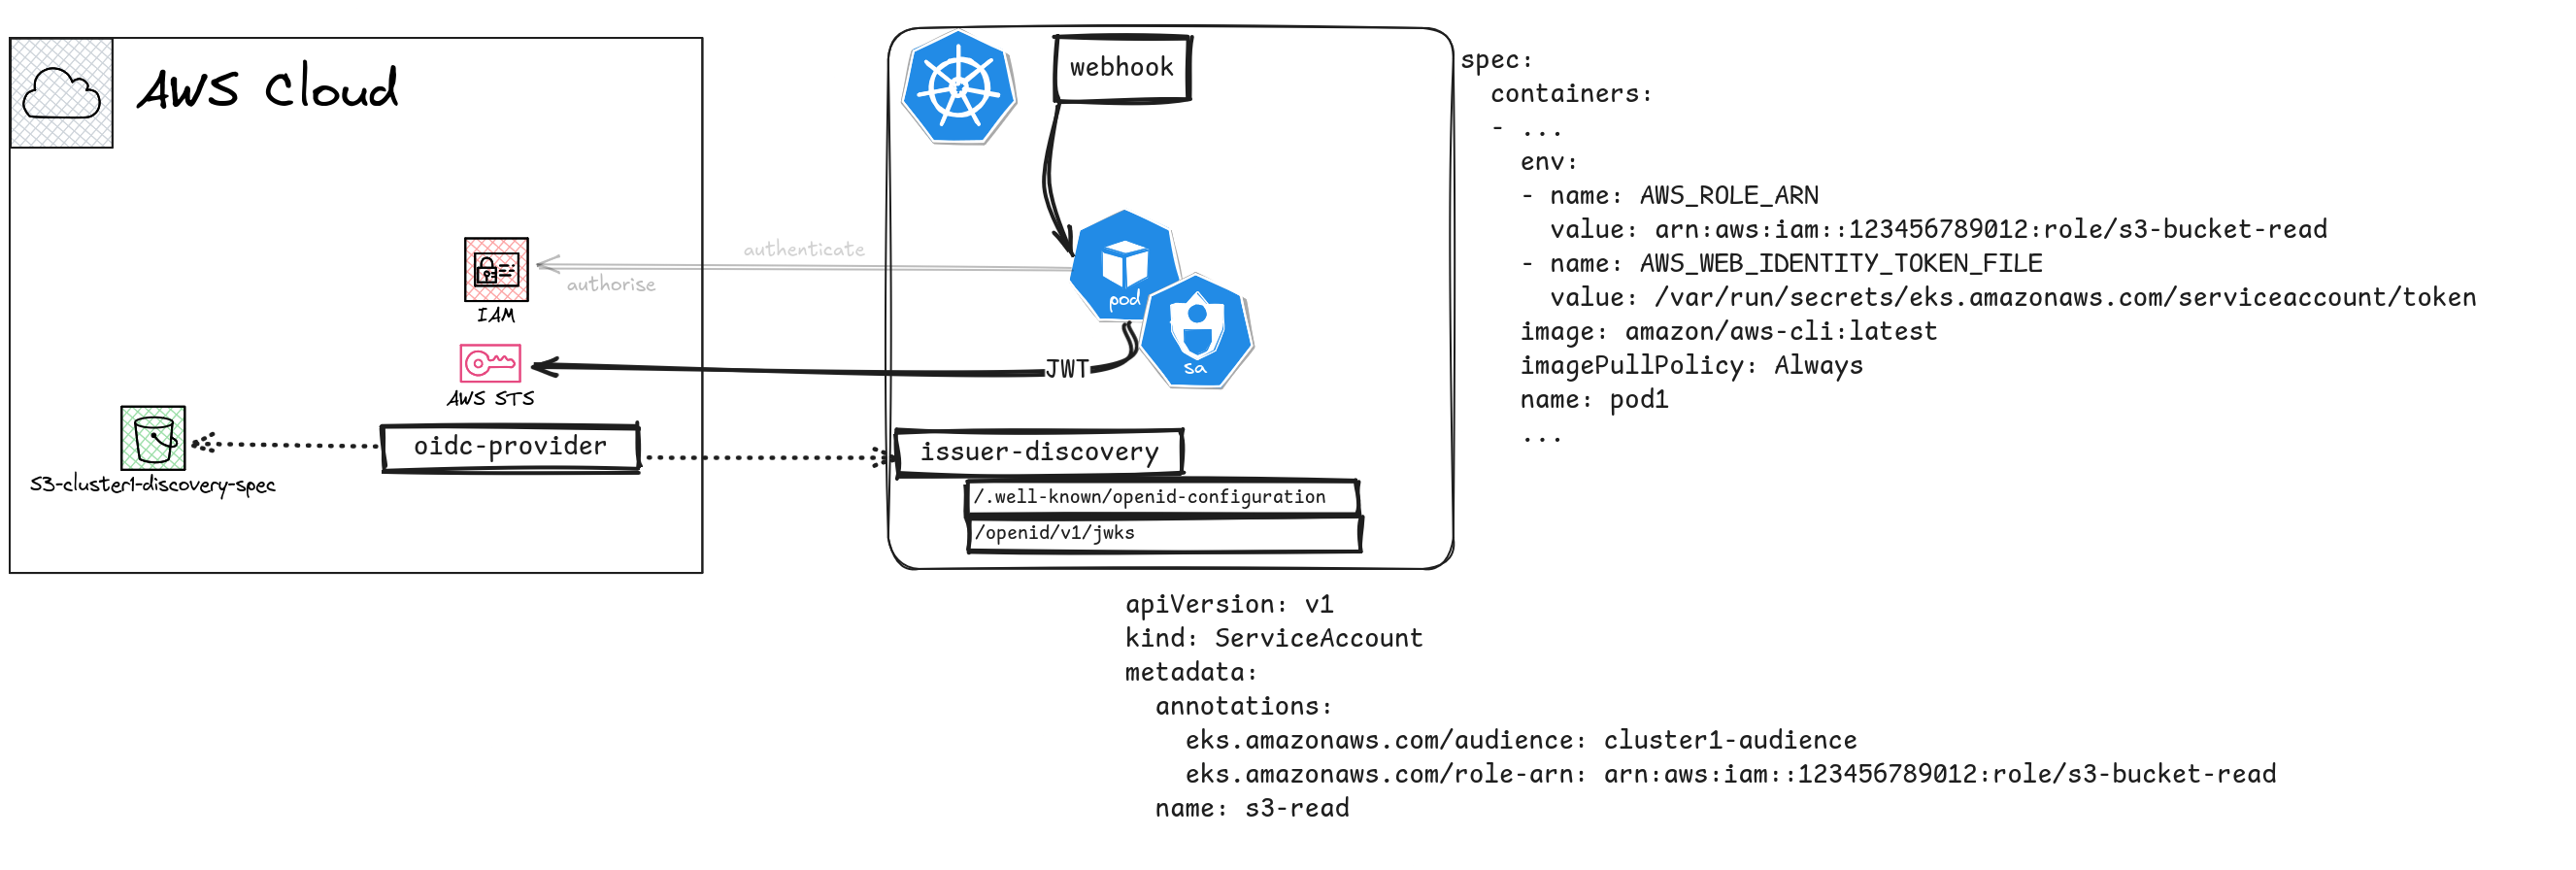 AWS Cloud
webhook
authenticate
authorise
pod
IAM
sa
JWT
AWS STS
oidc-provider
issuer-discovery
S3-cluster1-discovery-spec
/.well-known/openid-configuration
/openid/v1/jwks
spec:
  containers:
  - ...
    env:
    - name: AWS_ROLE_ARN
      value: arn:aws:iam::123456789012:role/s3-bucket-read
    - name: AWS_WEB_IDENTITY_TOKEN_FILE
      value: /var/run/secrets/eks.amazonaws.com/serviceaccount/token
    image: amazon/aws-cli:latest
    imagePullPolicy: Always
    name: pod1
    ...
apiVersion: v1
kind: ServiceAccount
metadata:
  annotations:
    eks.amazonaws.com/audience: cluster1-audience
    eks.amazonaws.com/role-arn: arn:aws:iam::123456789012:role/s3-bucket-read
  name: s3-read